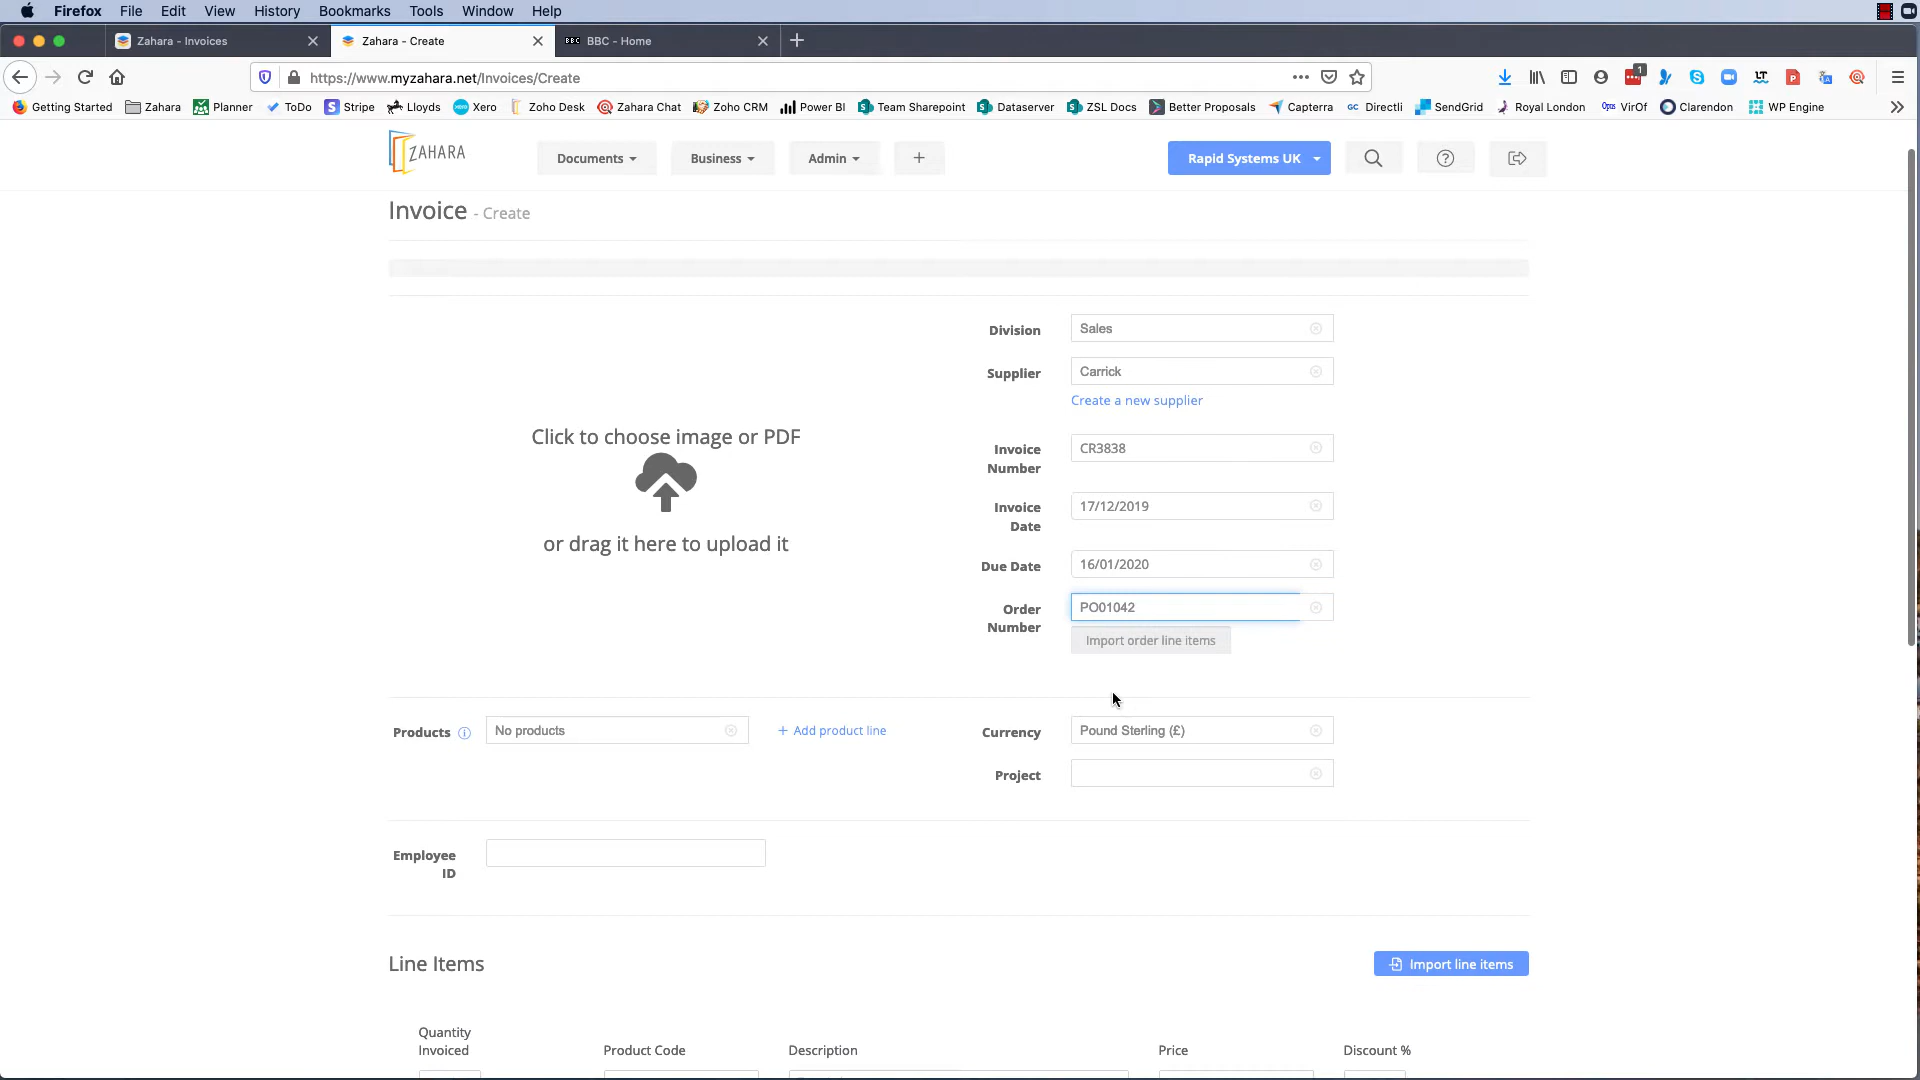 Firefox File Edit View History Bookmarks Tools Window Help
Zahara - Invoices
Zahara - Create
BBC BBC - Home
https://www.myzahara.net/Invoices/Create
1
Getting Started Zahara Planner ToDo Stripe Lloyds Xero Zoho Desk Zahara Chat Zoho CRM Power BI Team Sharepoint Dataserver ZSL Docs Better Proposals Capterra GC Directli SendGrid Royal London Opus VirOf Clarendon WP Engine
ZAHARA Documents Business Admin + Rapid Systems UK
Invoice - Create
Division Sales
Supplier Carrick
Create a new supplier
Click to choose image or PDF
or drag it here to upload it
Invoice Number CR3838
Invoice Date 17/12/2019
Due Date 16/01/2020
Order Number PO01042
Import order line items
Products No products + Add product line
Currency Pound Sterling (£)
Project
Employee ID
Line Items Import line items
Quantity Invoiced Product Code Description Price Discount %